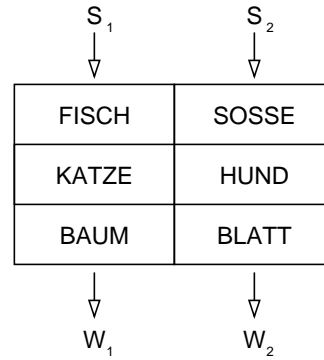 S₁ S₂
FISCH SOSSE
KATZE HUND
BAUM BLATT
W₁ W₂